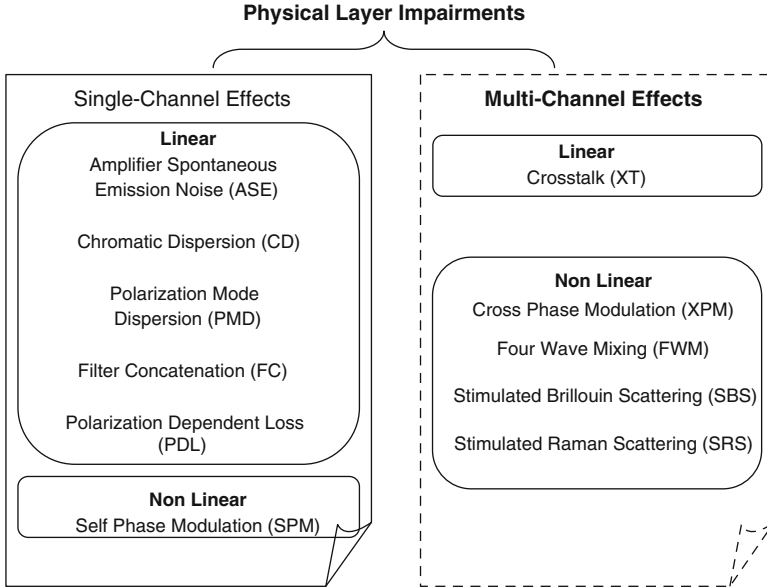 Physical Layer Impairments
Single-Channel Effects
Linear
Amplifier Spontaneous
Emission Noise (ASE)
Chromatic Dispersion (CD)
Polarization Mode
Dispersion (PMD)
Filter Concatenation (FC)
Polarization Dependent Loss
(PDL)
Non Linear
Self Phase Modulation (SPM)
Multi-Channel Effects
Linear
Crosstalk (XT)
Non Linear
Cross Phase Modulation (XPM)
Four Wave Mixing (FWM)
Stimulated Brillouin Scattering (SBS)
Stimulated Raman Scattering (SRS)